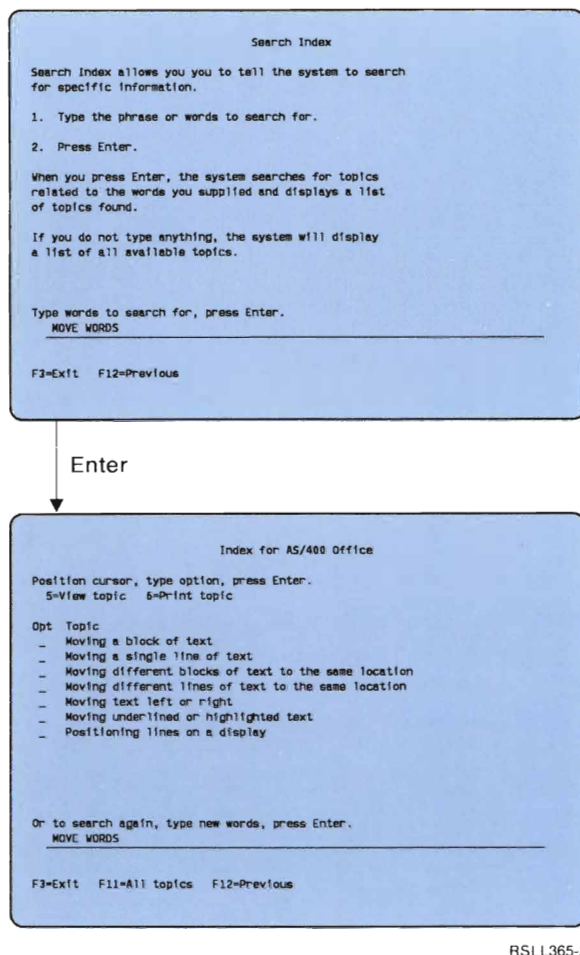 Search Index
Search Index allows you you to tell the system to search
for specific information.
1. Type the phrase or words to search for.
2. Press Enter.
When you press Enter, the system searches for topics
related to the words you supplied and displays a list
of topics found.
If you do not type anything, the system will display
a list of all available topics.
Type words to search for, press Enter.
MOVE WORDS
F3=Exit F12=Previous
Enter
Index for AS/400 Office
Position cursor, type option, press Enter.
5=View topic 6=Print topic
Opt Topic
_ Moving a block of text
_ Moving a single line of text
_ Moving different blocks of text to the same location
_ Moving different lines of text to the same location
_ Moving text left or right
_ Moving underlined or highlighted text
_ Positioning lines on a display
Or to search again, type new words, press Enter.
MOVE WORDS
F3=Exit F11=All topics F12=Previous